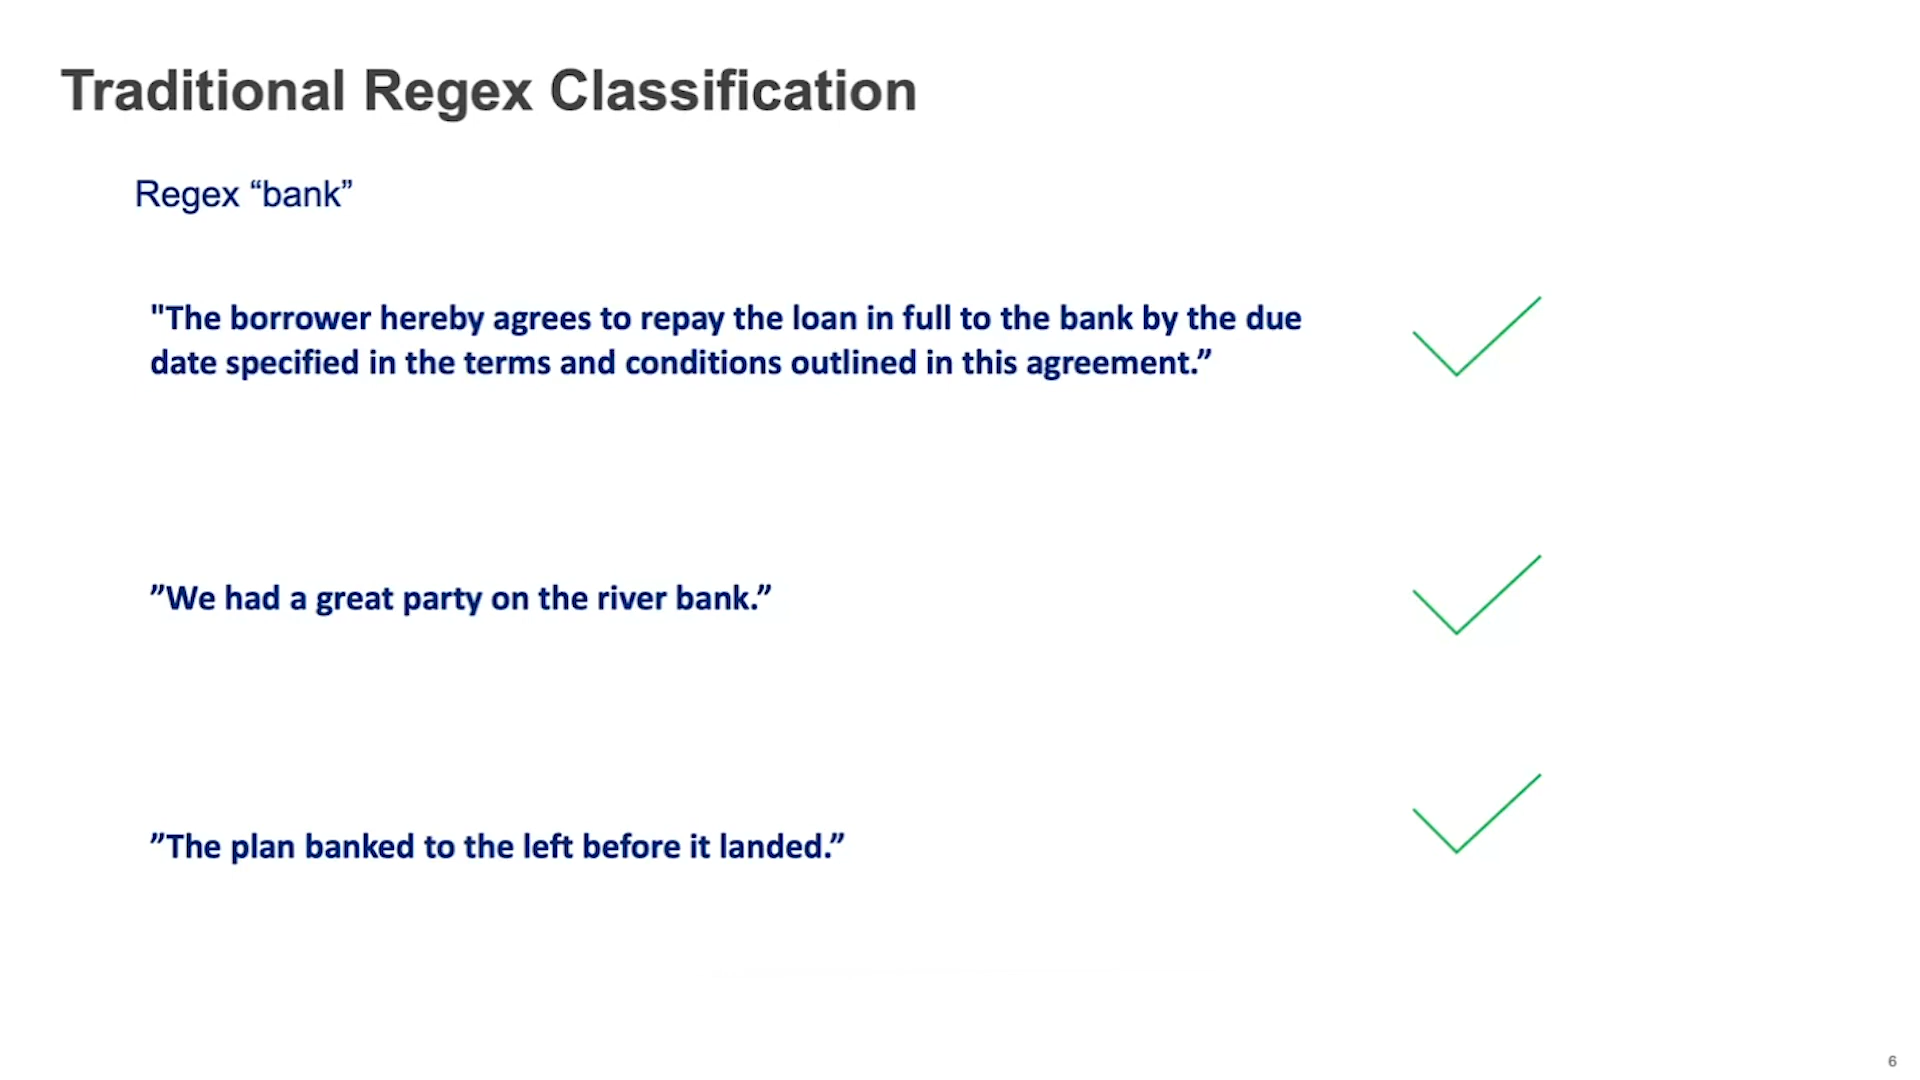 Traditional Regex Classification
Regex “bank”
"The borrower hereby agrees to repay the loan in full to the bank by the due
date specified in the terms and conditions outlined in this agreement.”
”We had a great party on the river bank.”
”The plan banked to the left before it landed.”
6